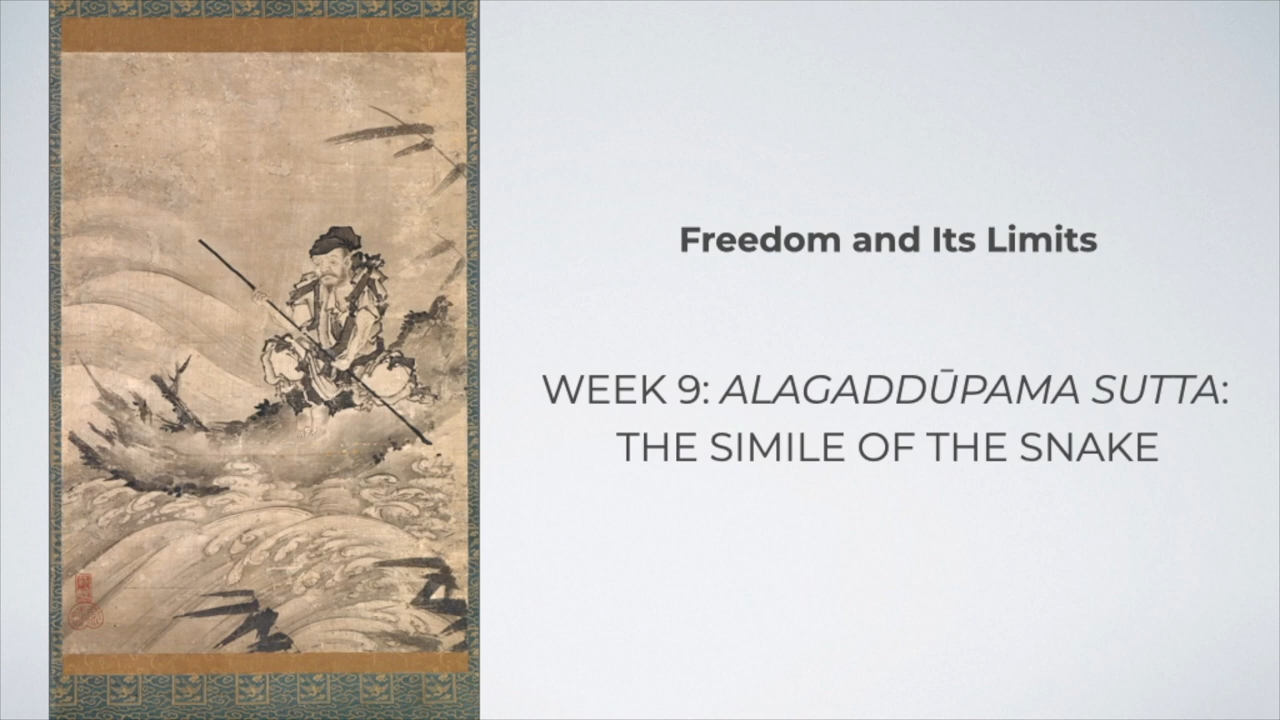 Freedom and Its Limits
WEEK 9: ALAGADDŪPAMA SUTTA:
THE SIMILE OF THE SNAKE